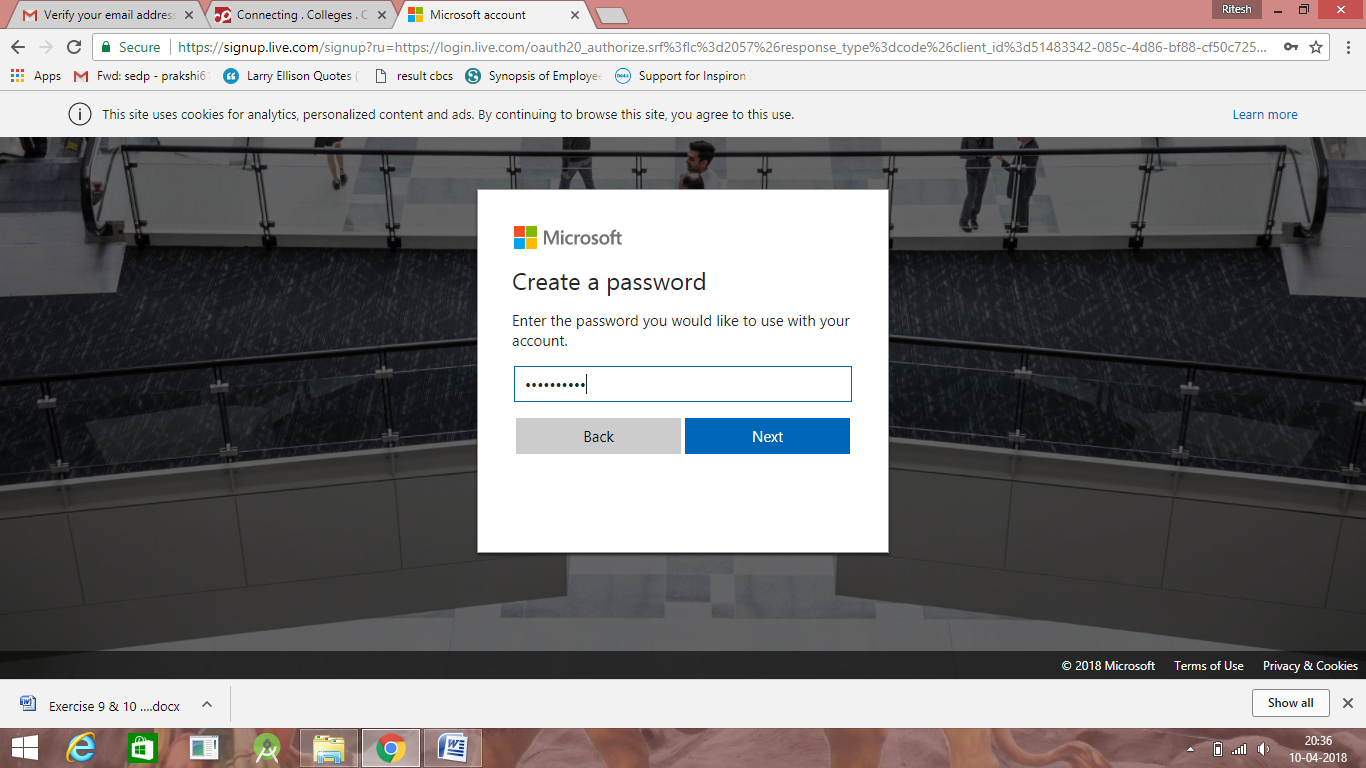 Verify your email address
Connecting . Colleges . C
Microsoft account
Ritesh
Secure
https://signup.live.com/signup?ru=https://login.live.com/oauth20_authorize.srf%3flc%3d2057%26response_type%3dcode%26client_id%3d51483342-085c-4d86-bf88-cf50c725...
Apps
Fwd: sedp - prakshi61
Larry Ellison Quotes (
result cbcs
Synopsis of Employee
Support for Inspiron
This site uses cookies for analytics, personalized content and ads. By continuing to browse this site, you agree to this use.
Learn more
Microsoft
Create a password
Enter the password you would like to use with your
account.
••••••••••
Back
Next
© 2018 Microsoft
Terms of Use
Privacy & Cookies
Exercise 9 & 10 ....docx
Show all
20:36
10-04-2018